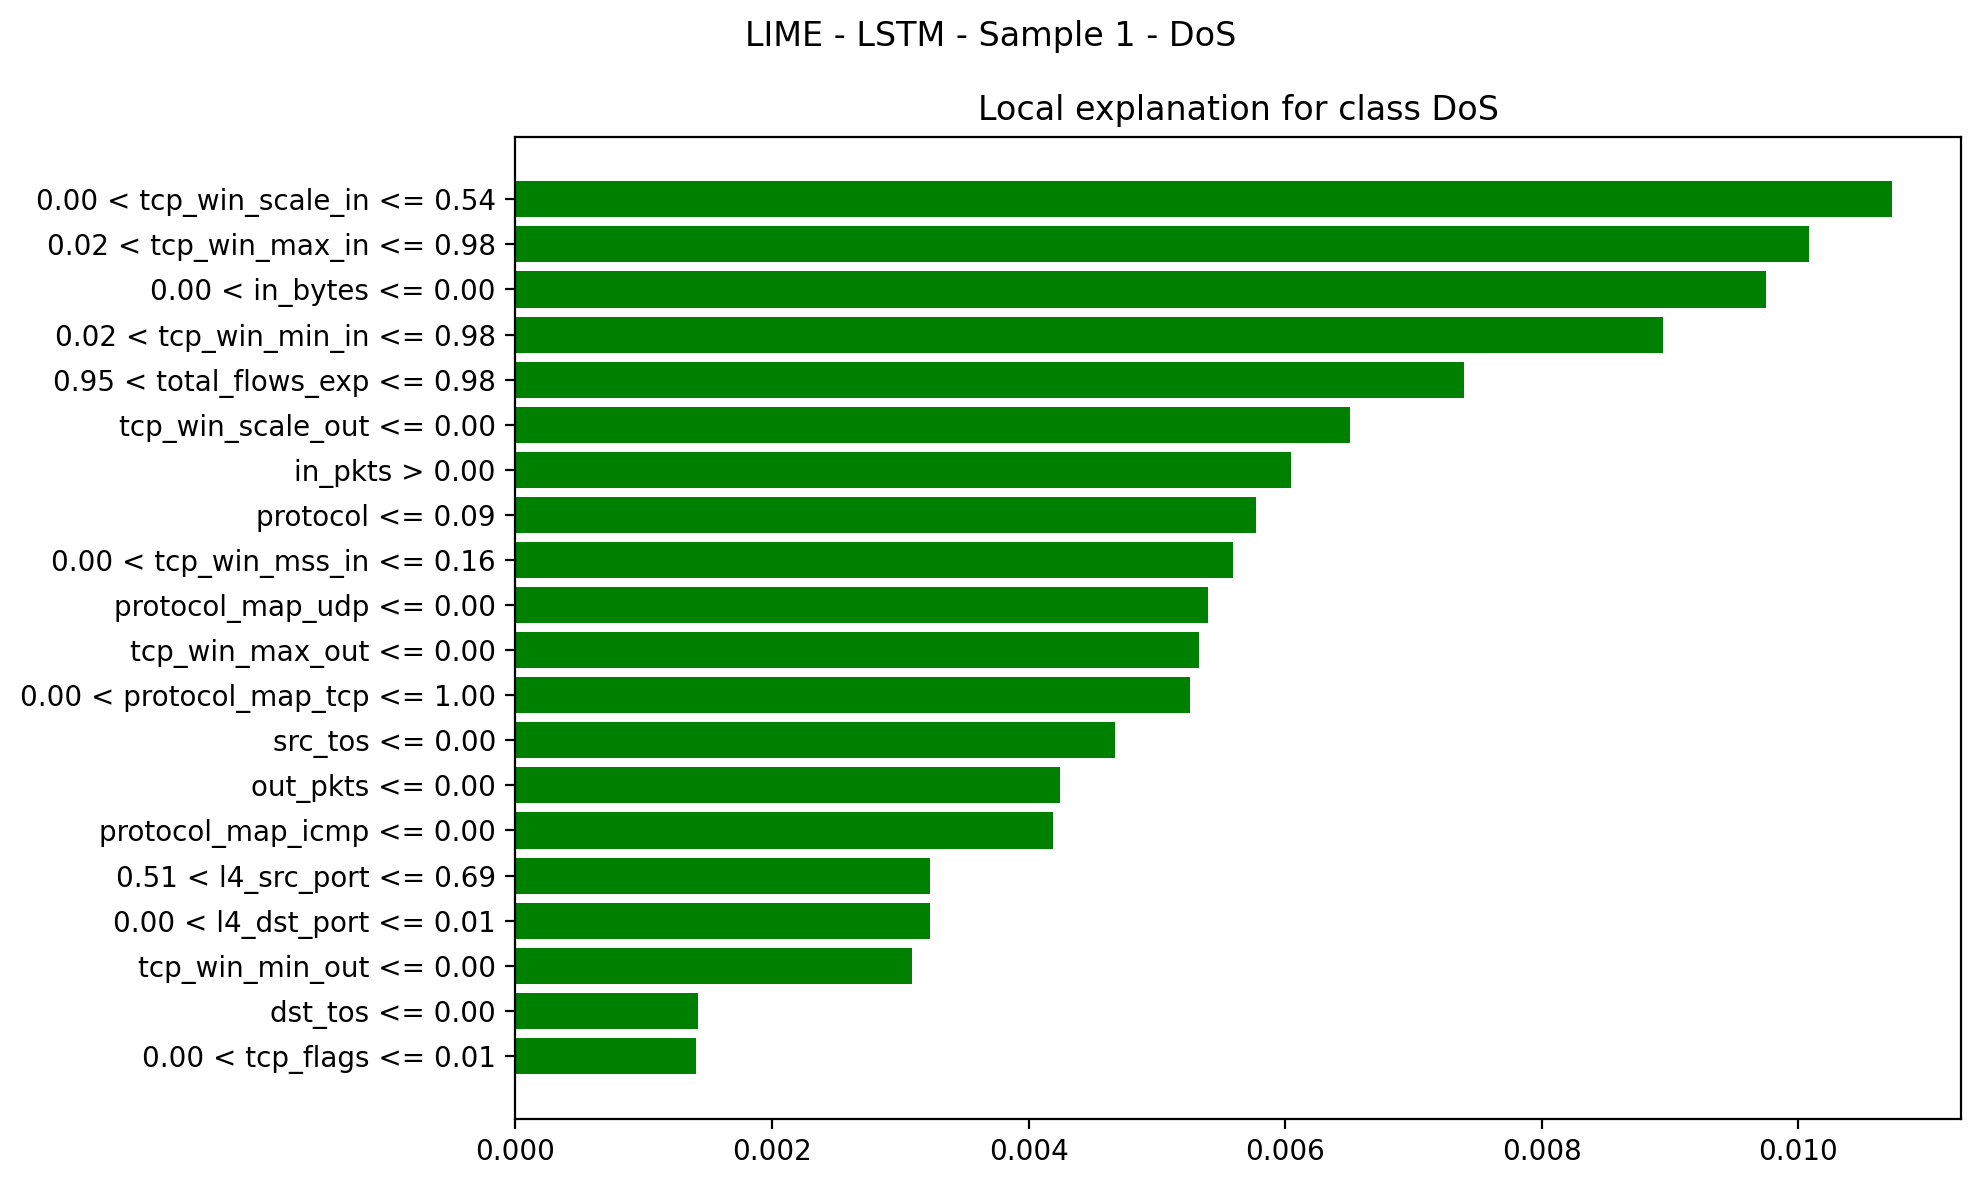 LIME - LSTM - Sample 1 - DoS
Local explanation for class DoS
0.00 < tcp_win_scale_in <= 0.54
0.02 < tcp_win_max_in <= 0.98
0.00 < in_bytes <= 0.00
0.02 < tcp_win_min_in <= 0.98
0.95 < total_flows_exp <= 0.98
tcp_win_scale_out <= 0.00
in_pkts > 0.00
protocol <= 0.09
0.00 < tcp_win_mss_in <= 0.16
protocol_map_udp <= 0.00
tcp_win_max_out <= 0.00
0.00 < protocol_map_tcp <= 1.00
src_tos <= 0.00
out_pkts <= 0.00
protocol_map_icmp <= 0.00
0.51 < l4_src_port <= 0.69
0.00 < l4_dst_port <= 0.01
tcp_win_min_out <= 0.00
dst_tos <= 0.00
0.00 < tcp_flags <= 0.01
0.000 0.002 0.004 0.006 0.008 0.010